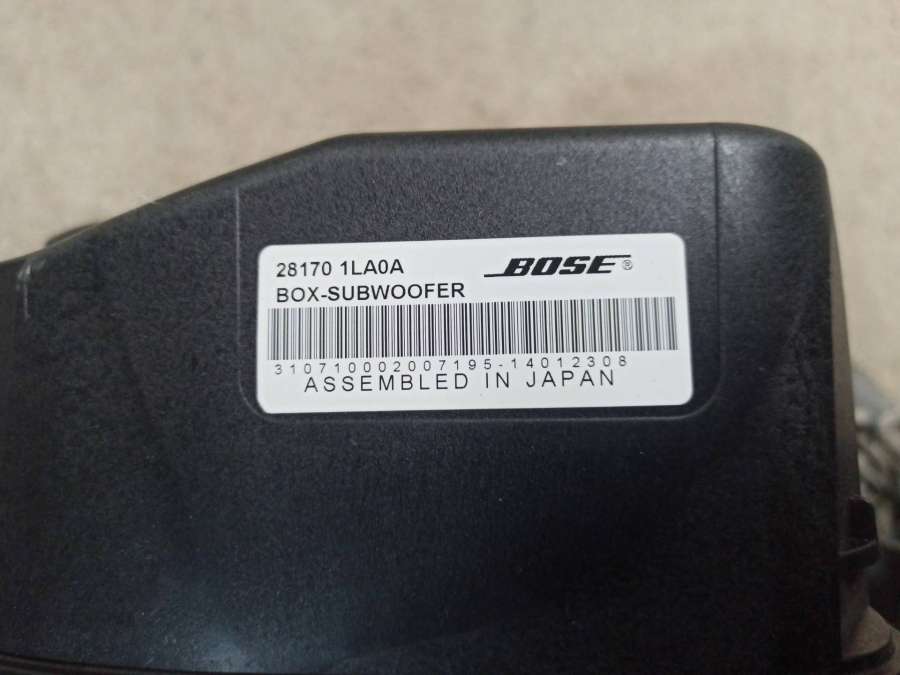 28170 1LA0A
BOSE®
BOX-SUBWOOFER
310710002007195-14012308
ASSEMBLED IN JAPAN